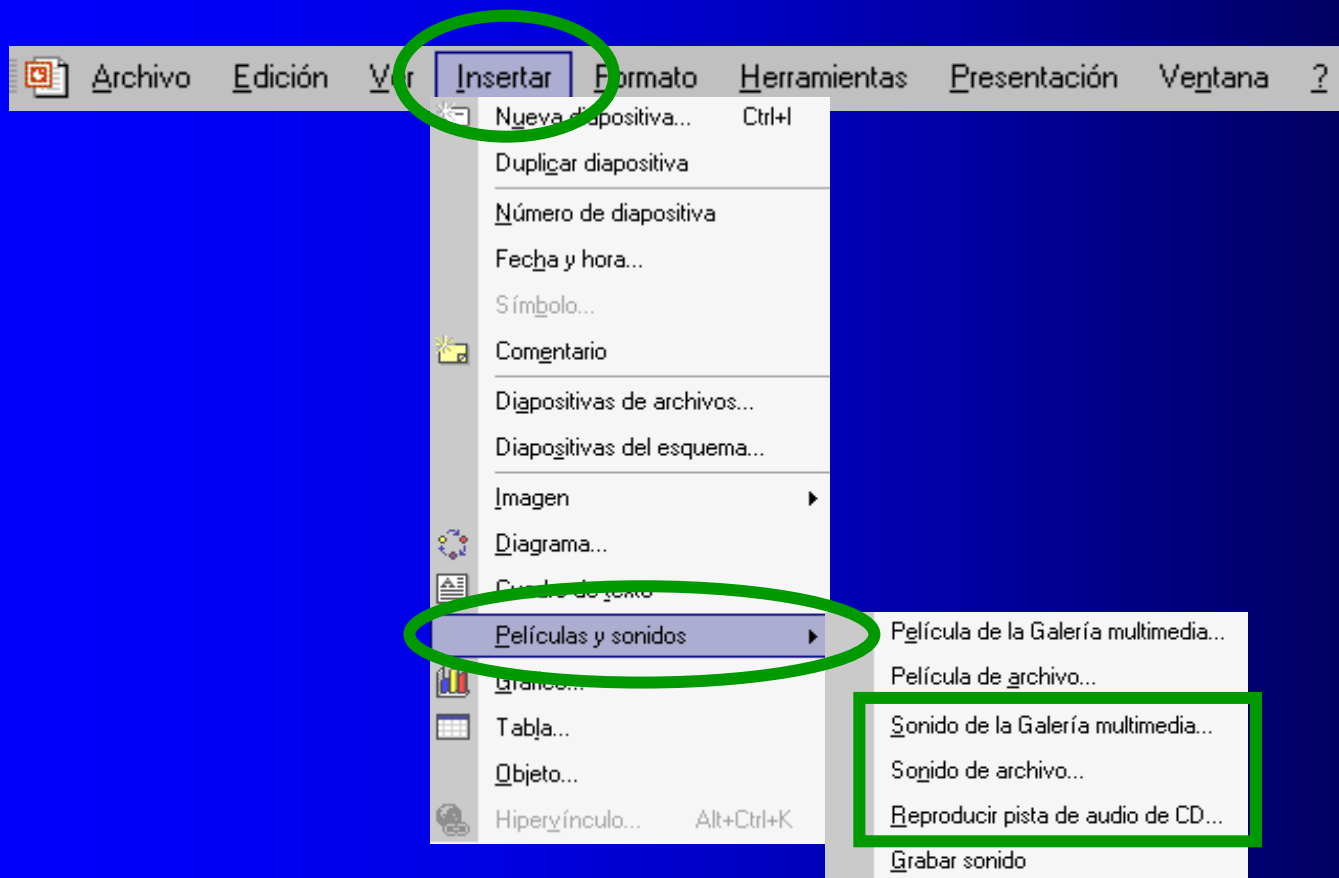 Archivo Edición Ver Insertar Formato Herramientas Presentación Ventana ?
Nueva diapositiva... Ctrl+I
Duplicar diapositiva
Número de diapositiva
Fecha y hora...
Símbolo...
Comentario
Diapositivas de archivos...
Diapositivas del esquema...
Imagen
Diagrama...
Cuadro de texto
Películas y sonidos
Gráfico...
Tabla...
Objeto...
Hipervínculo... Alt+Ctrl+K
Película de la Galería multimedia...
Película de archivo...
Sonido de la Galería multimedia...
Sonido de archivo...
Reproducir pista de audio de CD...
Grabar sonido